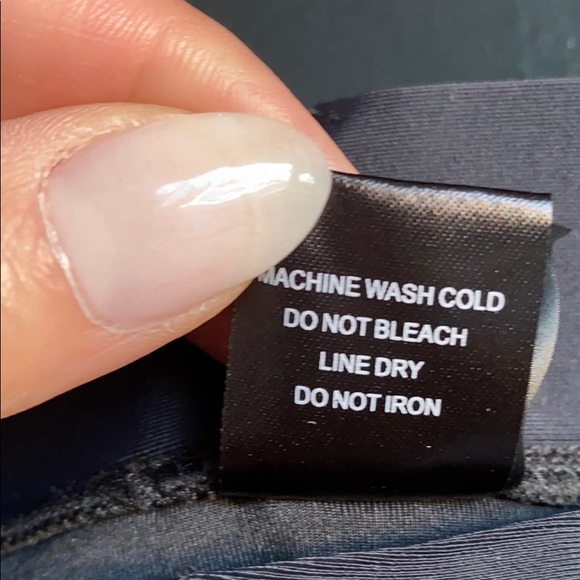 MACHINE WASH COLD
DO NOT BLEACH
LINE DRY
DO NOT IRON